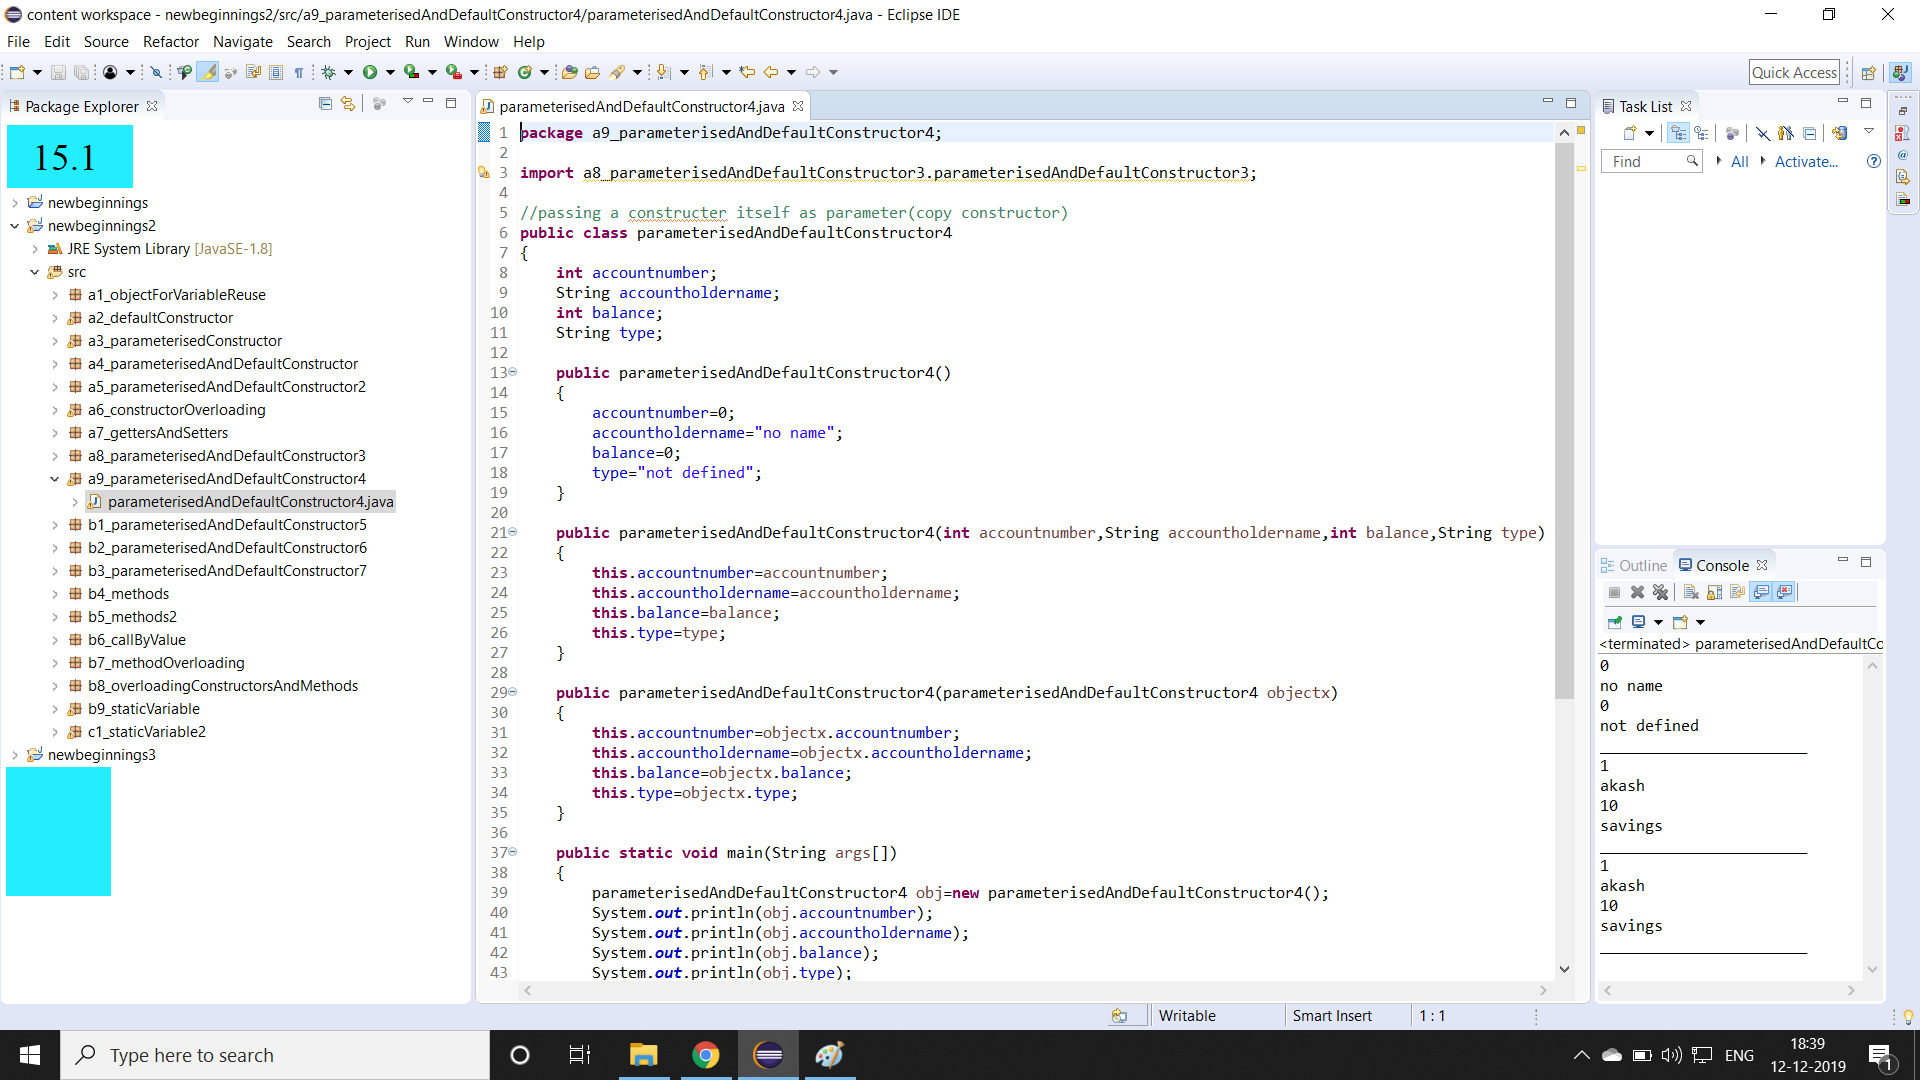 content workspace - newbeginnings2/src/a9_parameterisedAndDefaultConstructor4/parameterisedAndDefaultConstructor4.java - Eclipse IDE
File Edit Source Refactor Navigate Search Project Run Window Help
Quick Access
Package Explorer
15.1
newbeginnings
newbeginnings2
JRE System Library [JavaSE-1.8]
src
a1_objectForVariableReuse
a2_defaultConstructor
a3_parameterisedConstructor
a4_parameterisedAndDefaultConstructor
a5_parameterisedAndDefaultConstructor2
a6_constructorOverloading
a7_gettersAndSetters
a8_parameterisedAndDefaultConstructor3
a9_parameterisedAndDefaultConstructor4
parameterisedAndDefaultConstructor4.java
b1_parameterisedAndDefaultConstructor5
b2_parameterisedAndDefaultConstructor6
b3_parameterisedAndDefaultConstructor7
b4_methods
b5_methods2
b6_callByValue
b7_methodOverloading
b8_overloadingConstructorsAndMethods
b9_staticVariable
c1_staticVariable2
newbeginnings3
parameterisedAndDefaultConstructor4.java
1 package a9_parameterisedAndDefaultConstructor4;
2
3 import a8_parameterisedAndDefaultConstructor3.parameterisedAndDefaultConstructor3;
4
5 //passing a constructer itself as parameter(copy constructor)
6 public class parameterisedAndDefaultConstructor4
7 {
8     int accountnumber;
9     String accountholdername;
10     int balance;
11     String type;
12
13     public parameterisedAndDefaultConstructor4()
14     {
15         accountnumber=0;
16         accountholdername="no name";
17         balance=0;
18         type="not defined";
19     }
20
21     public parameterisedAndDefaultConstructor4(int accountnumber,String accountholdername,int balance,String type)
22     {
23         this.accountnumber=accountnumber;
24         this.accountholdername=accountholdername;
25         this.balance=balance;
26         this.type=type;
27     }
28
29     public parameterisedAndDefaultConstructor4(parameterisedAndDefaultConstructor4 objectx)
30     {
31         this.accountnumber=objectx.accountnumber;
32         this.accountholdername=objectx.accountholdername;
33         this.balance=objectx.balance;
34         this.type=objectx.type;
35     }
36
37     public static void main(String args[])
38     {
39         parameterisedAndDefaultConstructor4 obj=new parameterisedAndDefaultConstructor4();
40         System.out.println(obj.accountnumber);
41         System.out.println(obj.accountholdername);
42         System.out.println(obj.balance);
43         System.out.println(obj.type);
Task List
Find All Activate...
Outline Console
<terminated> parameterisedAndDefaultCo
0
no name
0
not defined
_______________________
1
akash
10
savings
_______________________
1
akash
10
savings
_______________________
Writable Smart Insert 1 : 1
Type here to search
ENG
18:39
12-12-2019
1